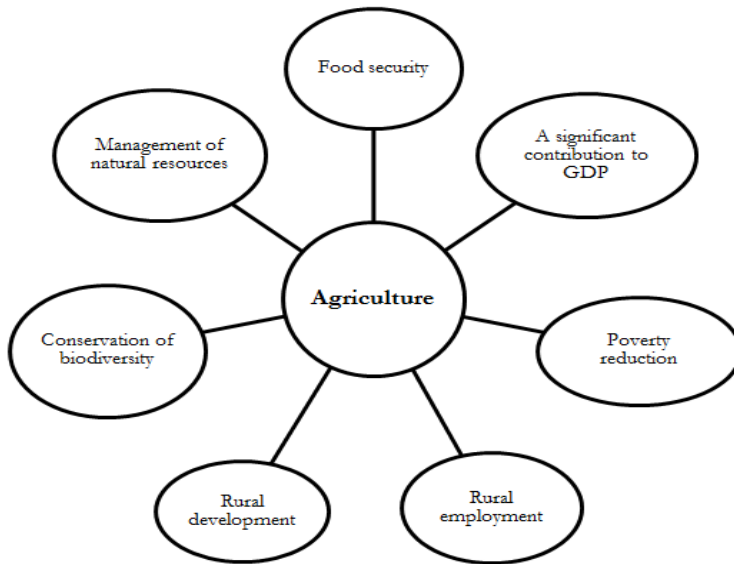 Food security
A significant
contribution to
GDP
Management of
natural resources
Agriculture
Conservation of
biodiversity
Poverty
reduction
Rural
development
Rural
employment